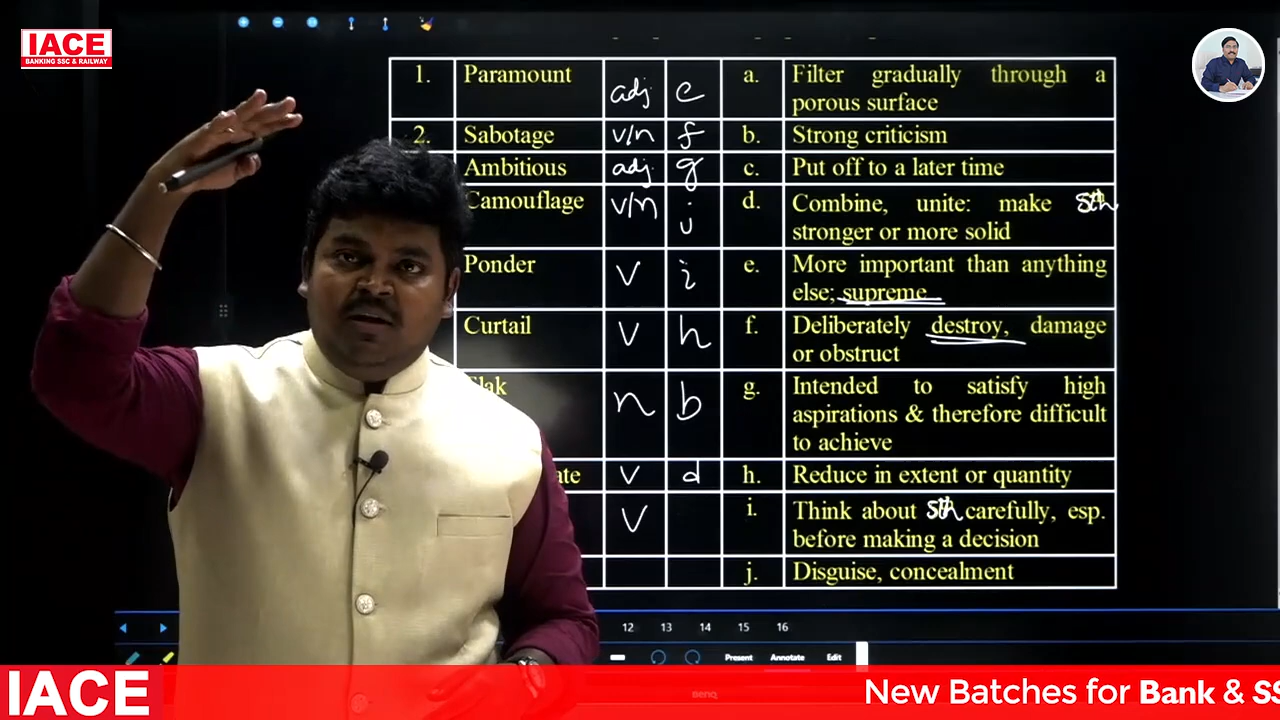 IACE
BANKING SSC & RAILWAY
1. Paramount adj e a. Filter gradually through a
porous surface
2. Sabotage v/n f b. Strong criticism
Ambitious adj g c. Put off to a later time
Camouflage v/n j d. Combine, unite: make sth
stronger or more solid
Ponder v i e. More important than anything
else; supreme
Curtail v h f. Deliberately destroy, damage
or obstruct
n b g. Intended to satisfy high
aspirations & therefore difficult
to achieve
v d h. Reduce in extent or quantity
v i. Think about sth carefully, esp.
before making a decision
j. Disguise, concealment
12 13 14 15 16
Present Annotate Edit
BenQ
IACE New Batches for Bank & SS